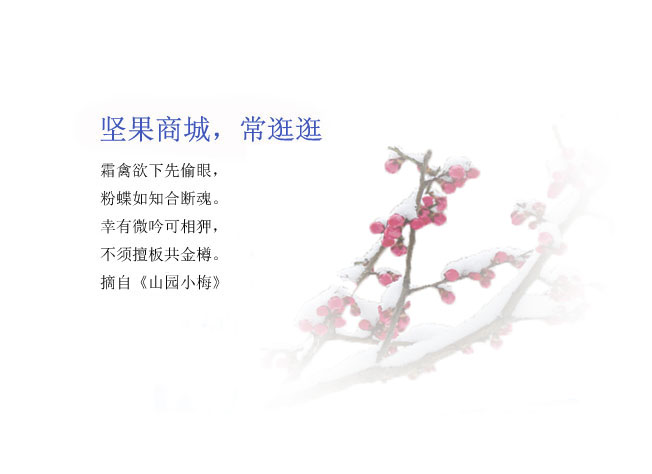 坚果商城，常逛逛
霜禽欲下先偷眼，
粉蝶如知合断魂。
幸有微吟可相狎，
不须擅板共金樽。
摘自《山园小梅》